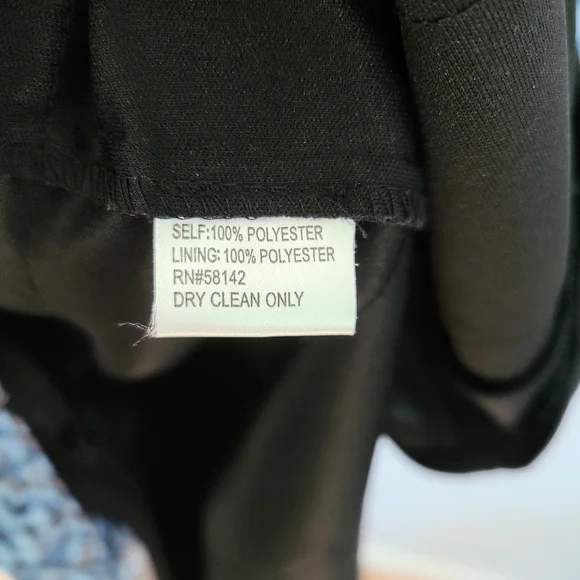 SELF:100% POLYESTER
LINING:100% POLYESTER
RN#58142
DRY CLEAN ONLY